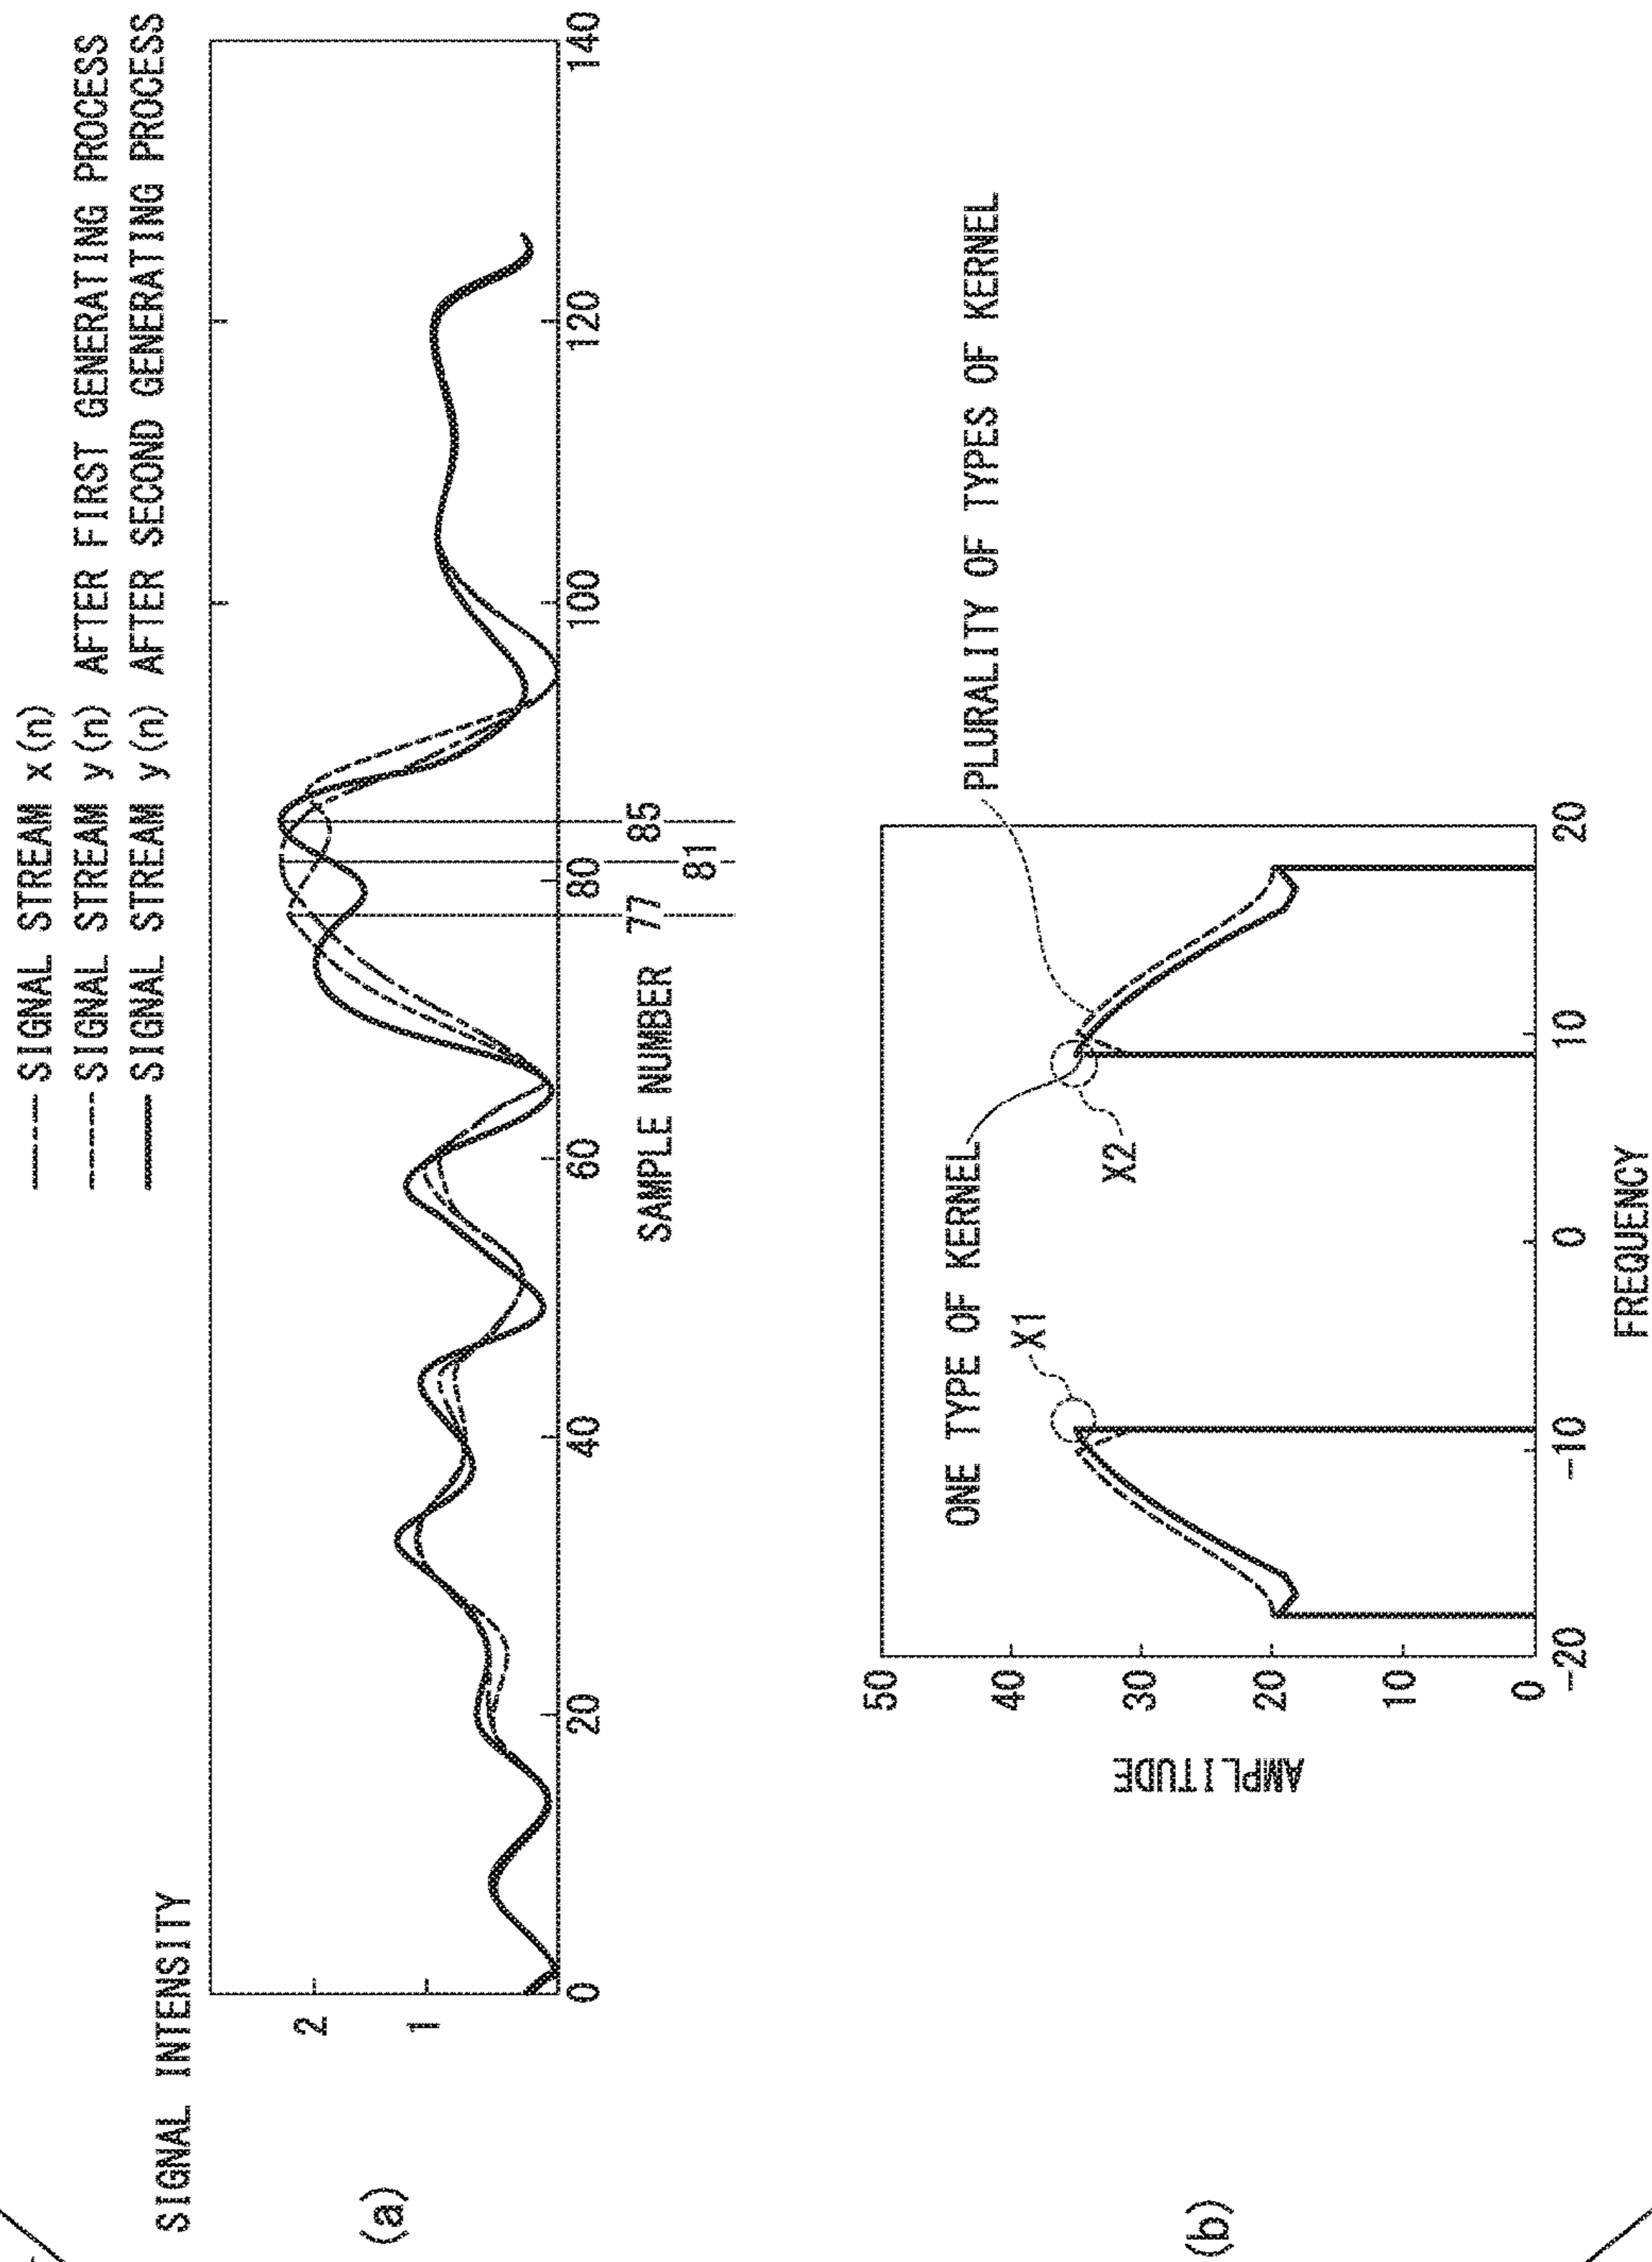 SIGNAL STREAM x(n)
SIGNAL STREAM y(n) AFTER FIRST GENERATING PROCESS
SIGNAL STREAM y(n) AFTER SECOND GENERATING PROCESS
SIGNAL INTENSITY
(a)
2
1
0 20 40 60 80 100 120 140
77 85
81
SAMPLE NUMBER
(b)
ONE TYPE OF KERNEL
PLURALITY OF TYPES OF KERNEL
X1
X2
AMPLITUDE
50
40
30
20
10
0
-20 -10 0 10 20
FREQUENCY